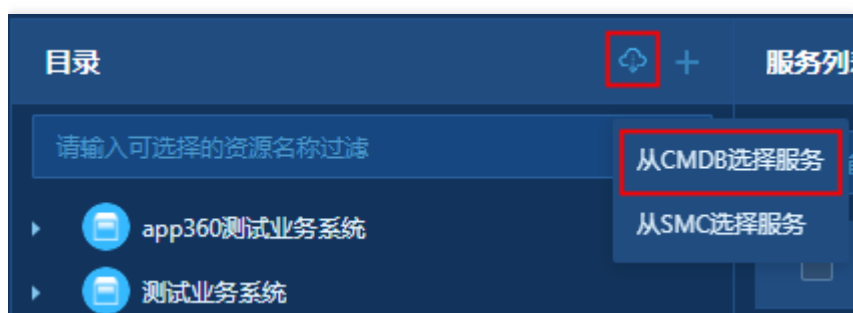 目录
服务列
请输入可选择的资源名称过滤
从CMDB选择服务
从SMC选择服务
app360测试业务系统
测试业务系统